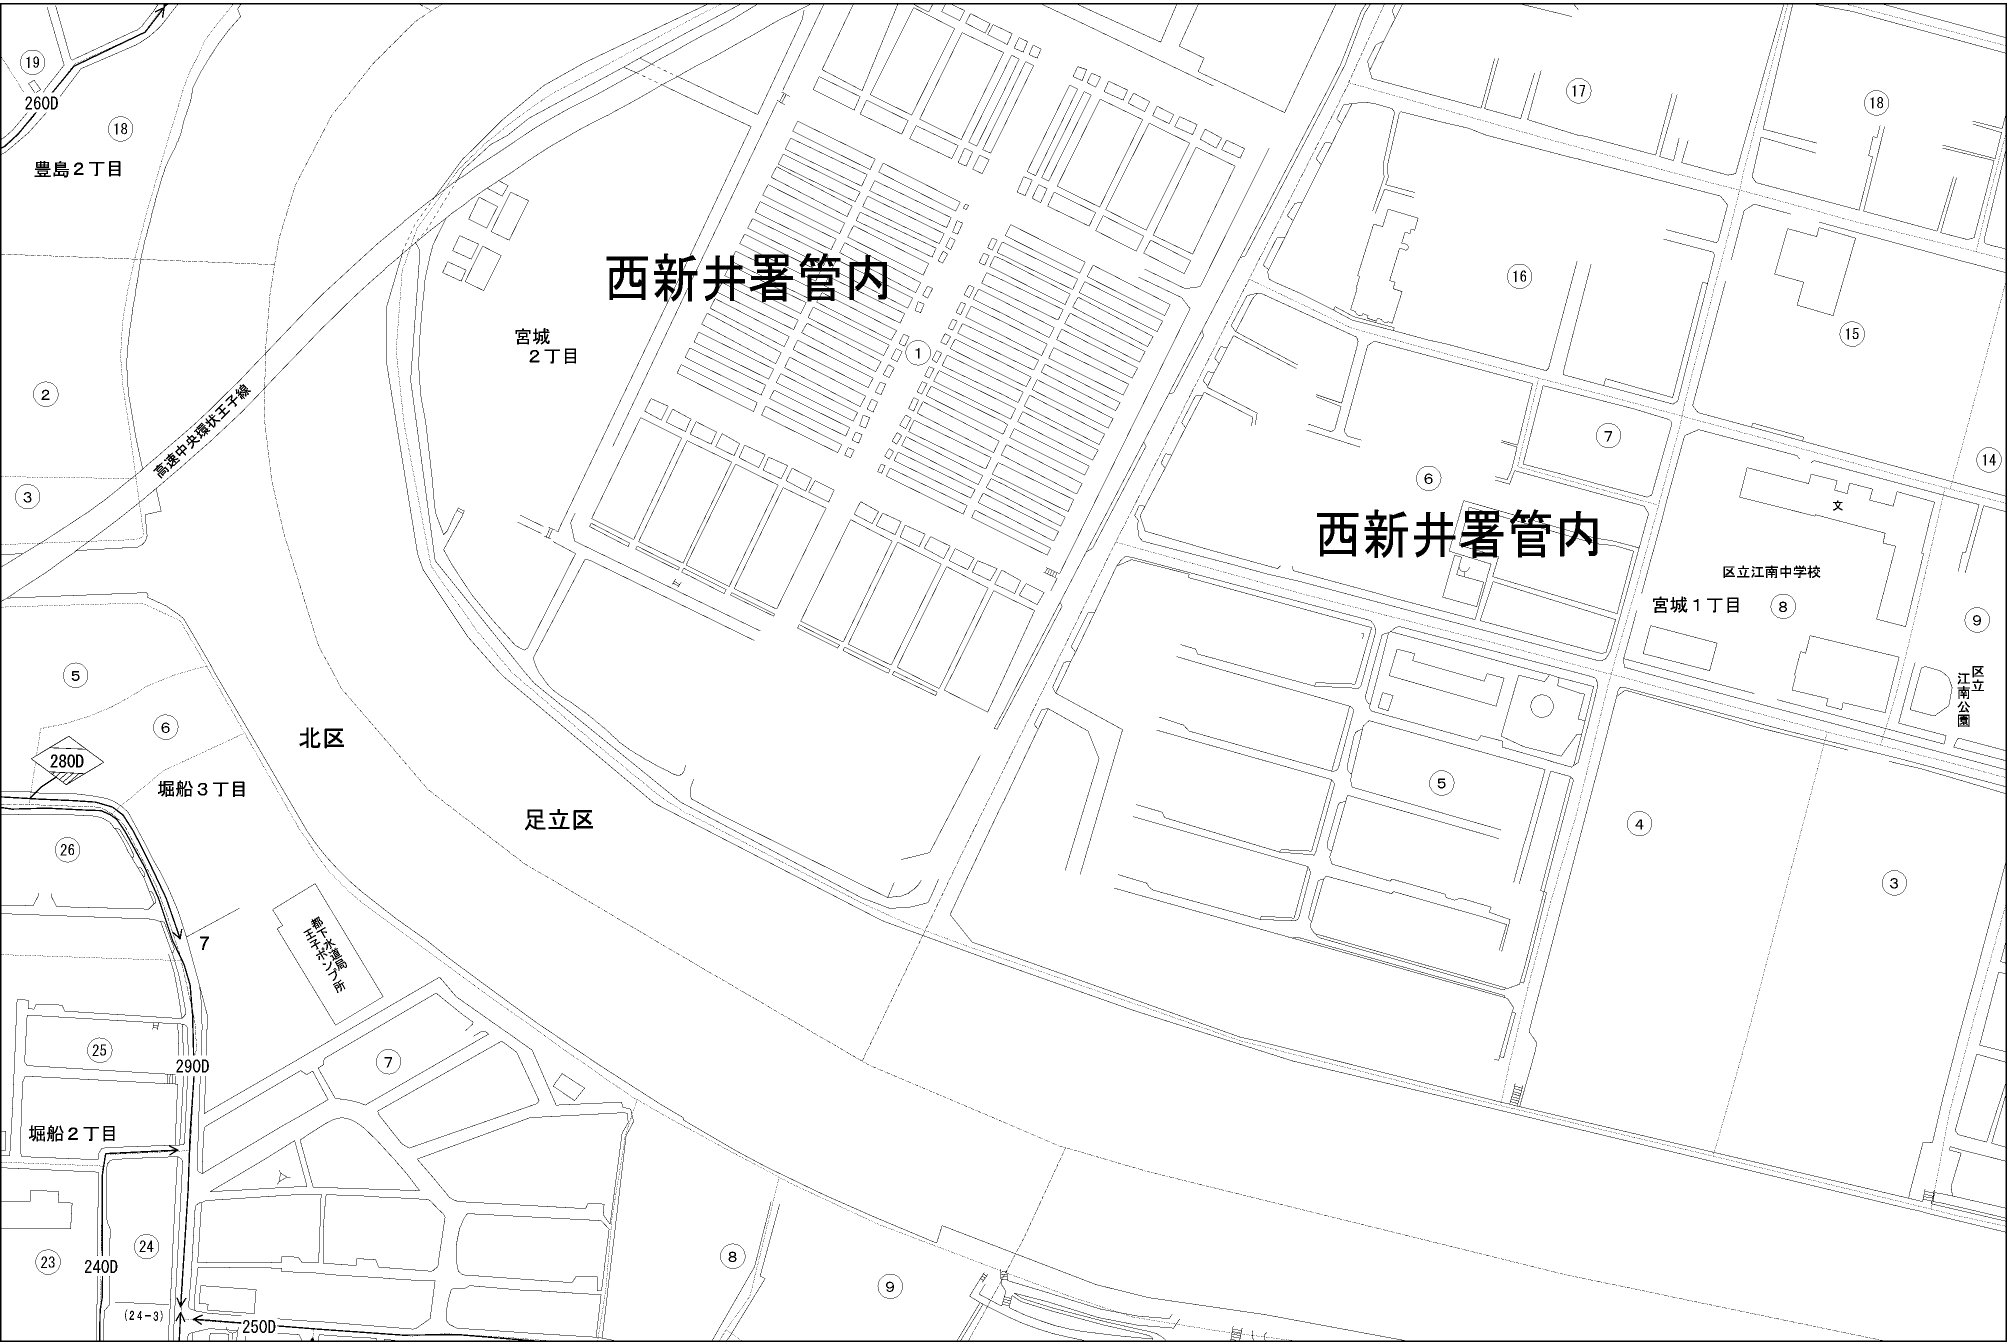 19
260D
18
豊島2丁目
17
18
西新井署管内
16
宮城
2丁目
1
15
2
高速中央環状王子線
7
14
3
6
文
西新井署管内
区立江南中学校
宮城1丁目
8
9
5
区立
江南公園
6
北区
280D
堀船3丁目
足立区
5
4
26
3
7
都下水道局
王子ポンプ所
25
7
290D
堀船2丁目
24
23
240D
8
9
(24-3)
250D